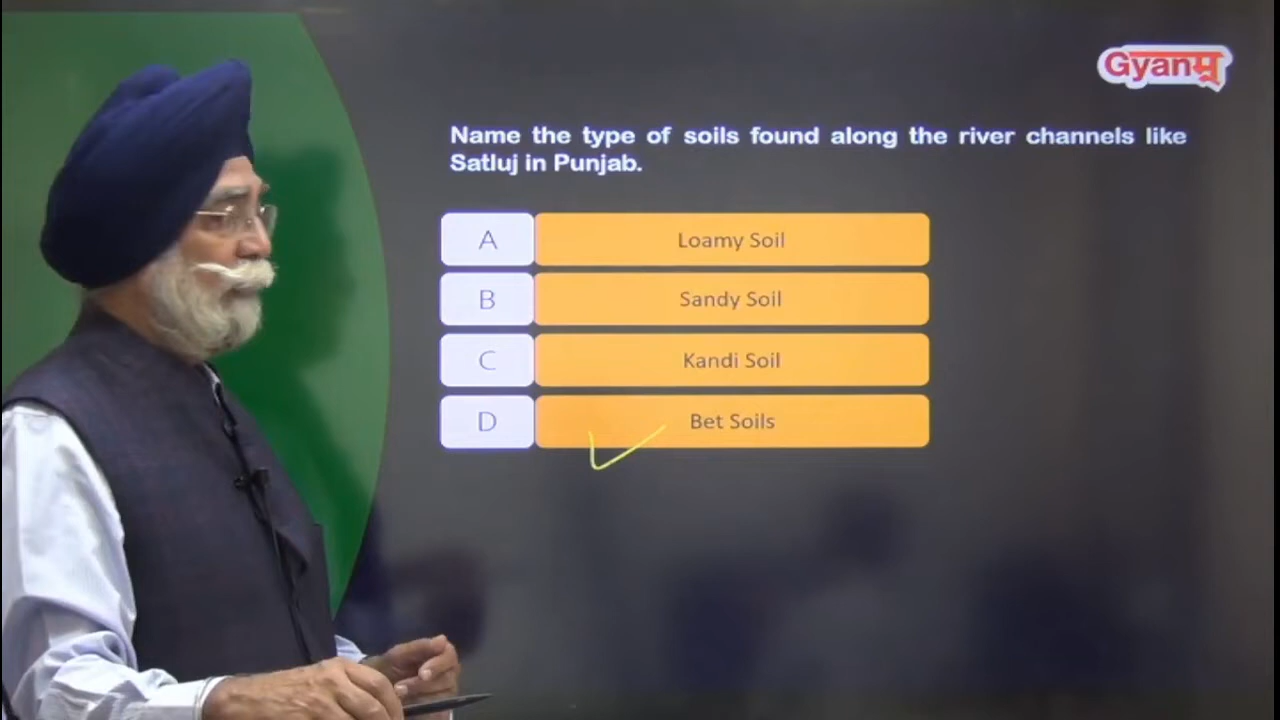 Gyanम्र
Name the type of soils found along the river channels like
Satluj in Punjab.
A Loamy Soil
B Sandy Soil
C Kandi Soil
D Bet Soils